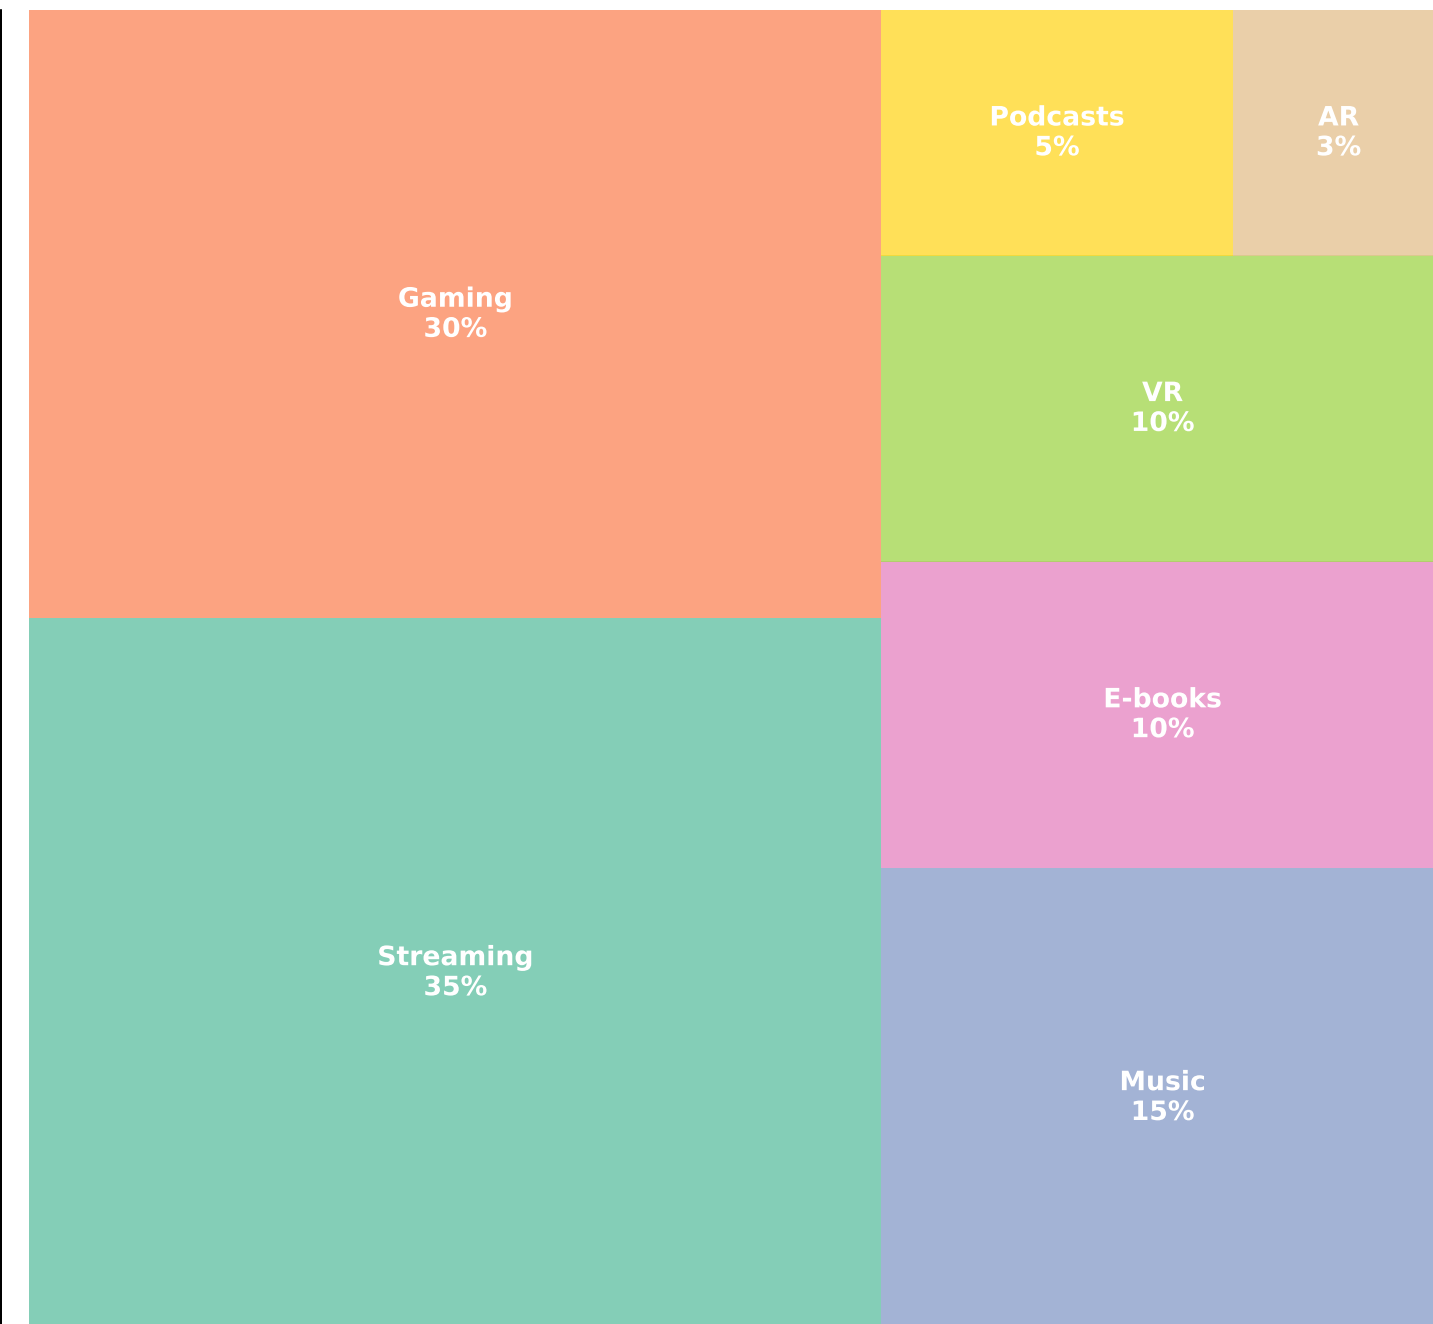 Gaming
30%
Podcasts
5%
AR
3%
VR
10%
E-books
10%
Streaming
35%
Music
15%